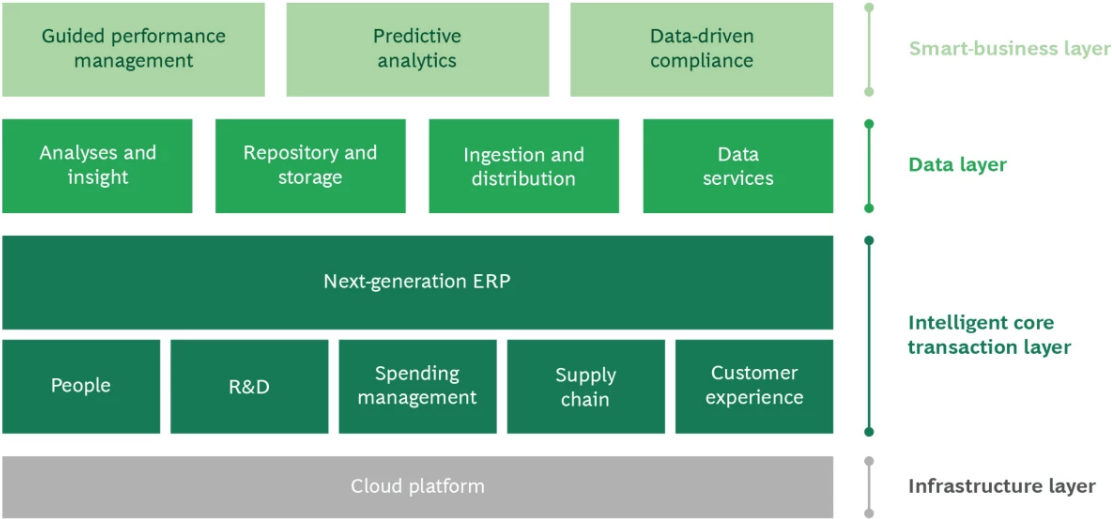 Guided performance
management
Predictive
analytics
Data-driven
compliance
Smart-business layer
Analyses and
insight
Repository and
storage
Ingestion and
distribution
Data
services
Data layer
Next-generation ERP
Intelligent core
transaction layer
People
R&D
Spending
management
Supply
chain
Customer
experience
Cloud platform
Infrastructure layer